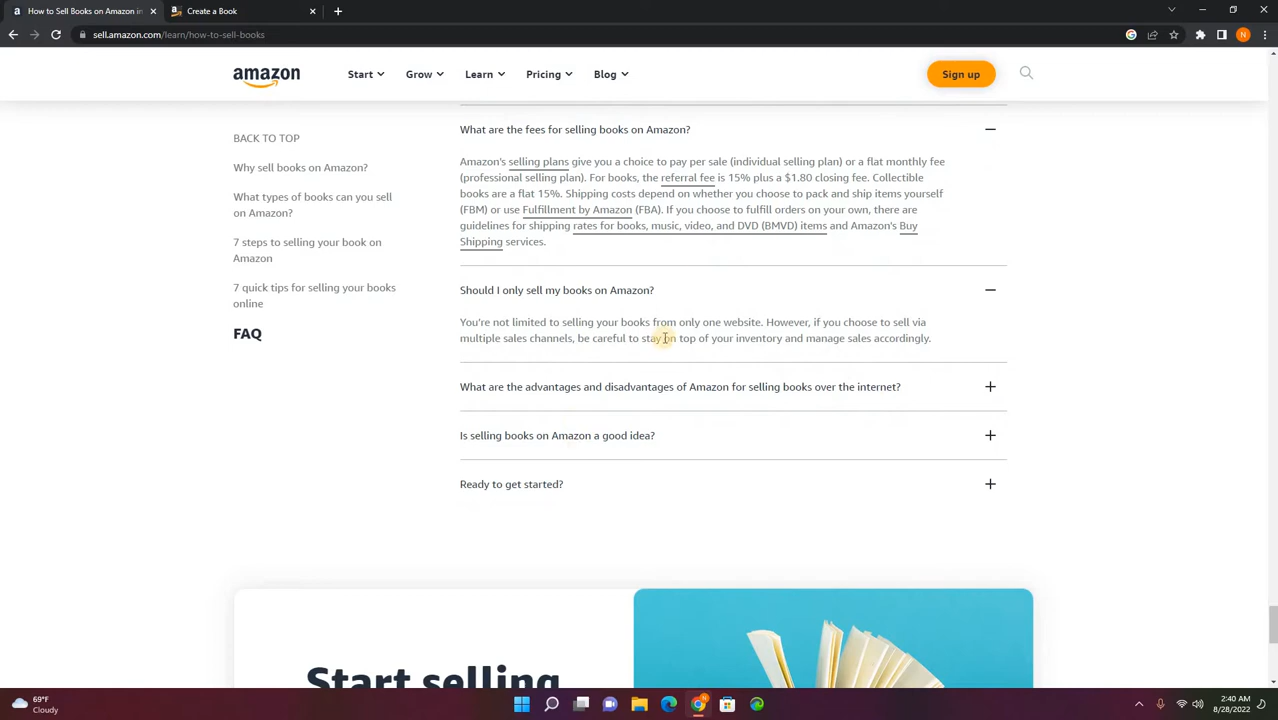 How to Sell Books on Amazon in
Create a Book
sell.amazon.com/learn/how-to-sell-books
N
amazon
Start
Grow
Learn
Pricing
Blog
Sign up
BACK TO TOP
Why sell books on Amazon?
What types of books can you sell
on Amazon?
7 steps to selling your book on
Amazon
7 quick tips for selling your books
online
FAQ
What are the fees for selling books on Amazon?
Amazon's selling plans give you a choice to pay per sale (individual selling plan) or a flat monthly fee
(professional selling plan). For books, the referral fee is 15% plus a $1.80 closing fee. Collectible
books are a flat 15%. Shipping costs depend on whether you choose to pack and ship items yourself
(FBM) or use Fulfillment by Amazon (FBA). If you choose to fulfill orders on your own, there are
guidelines for shipping rates for books, music, video, and DVD (BMVD) items and Amazon's Buy
Shipping services.
Should I only sell my books on Amazon?
You're not limited to selling your books from only one website. However, if you choose to sell via
multiple sales channels, be careful to stay on top of your inventory and manage sales accordingly.
What are the advantages and disadvantages of Amazon for selling books over the internet?
Is selling books on Amazon a good idea?
Ready to get started?
Start selling
69°F
Cloudy
2:40 AM
8/28/2022